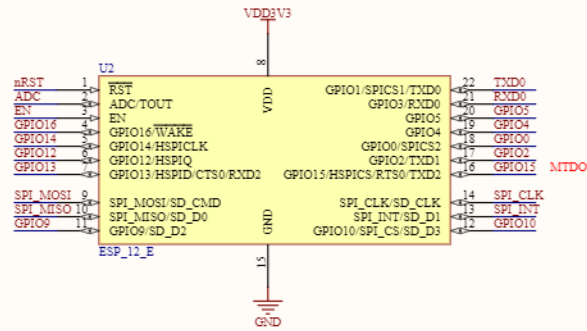 VDD3V3
U2
8
VDD
nRST 1 RST
ADC 2 ADC/TOUT
EN 3 EN
GPIO16 4 GPIO16/WAKE
GPIO14 5 GPIO14/HSPICLK
GPIO12 6 GPIO12/HSPIQ
GPIO13 7 GPIO13/HSPID/CTS0/RXD2
SPI_MOSI 9 SPI_MOSI/SD_CMD
SPI_MISO 10 SPI_MISO/SD_D0
GPIO9 11 GPIO9/SD_D2
GPIO1/SPICS1/TXD0 22 TXD0
GPIO3/RXD0 21 RXD0
GPIO5 20 GPIO5
GPIO4 19 GPIO4
GPIO0/SPICS2 18 GPIO0
GPIO2/TXD1 17 GPIO2
GPIO15/HSPICS/RTS0/TXD2 16 GPIO15 MTDO
SPI_CLK/SD_CLK 14 SPI_CLK
SPI_INT/SD_D1 13 SPI_INT
GPIO10/SPI_CS/SD_D3 12 GPIO10
GND
ESP_12_E
15
GND